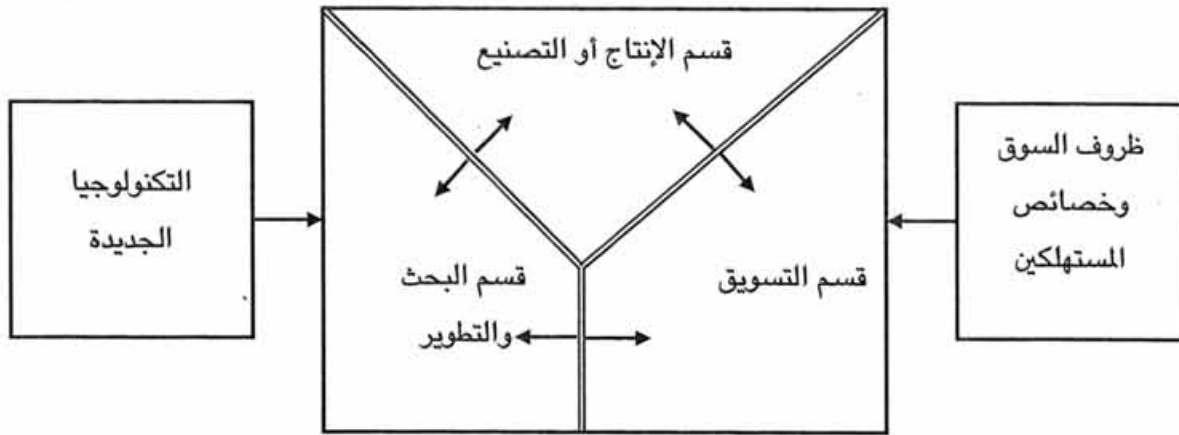 قسم الإنتاج أو التصنيع
ظروف السوق
وخصائص
المستهلكين
التكنولوجيا
الجديدة
قسم التسويق
قسم البحث
والتطوير